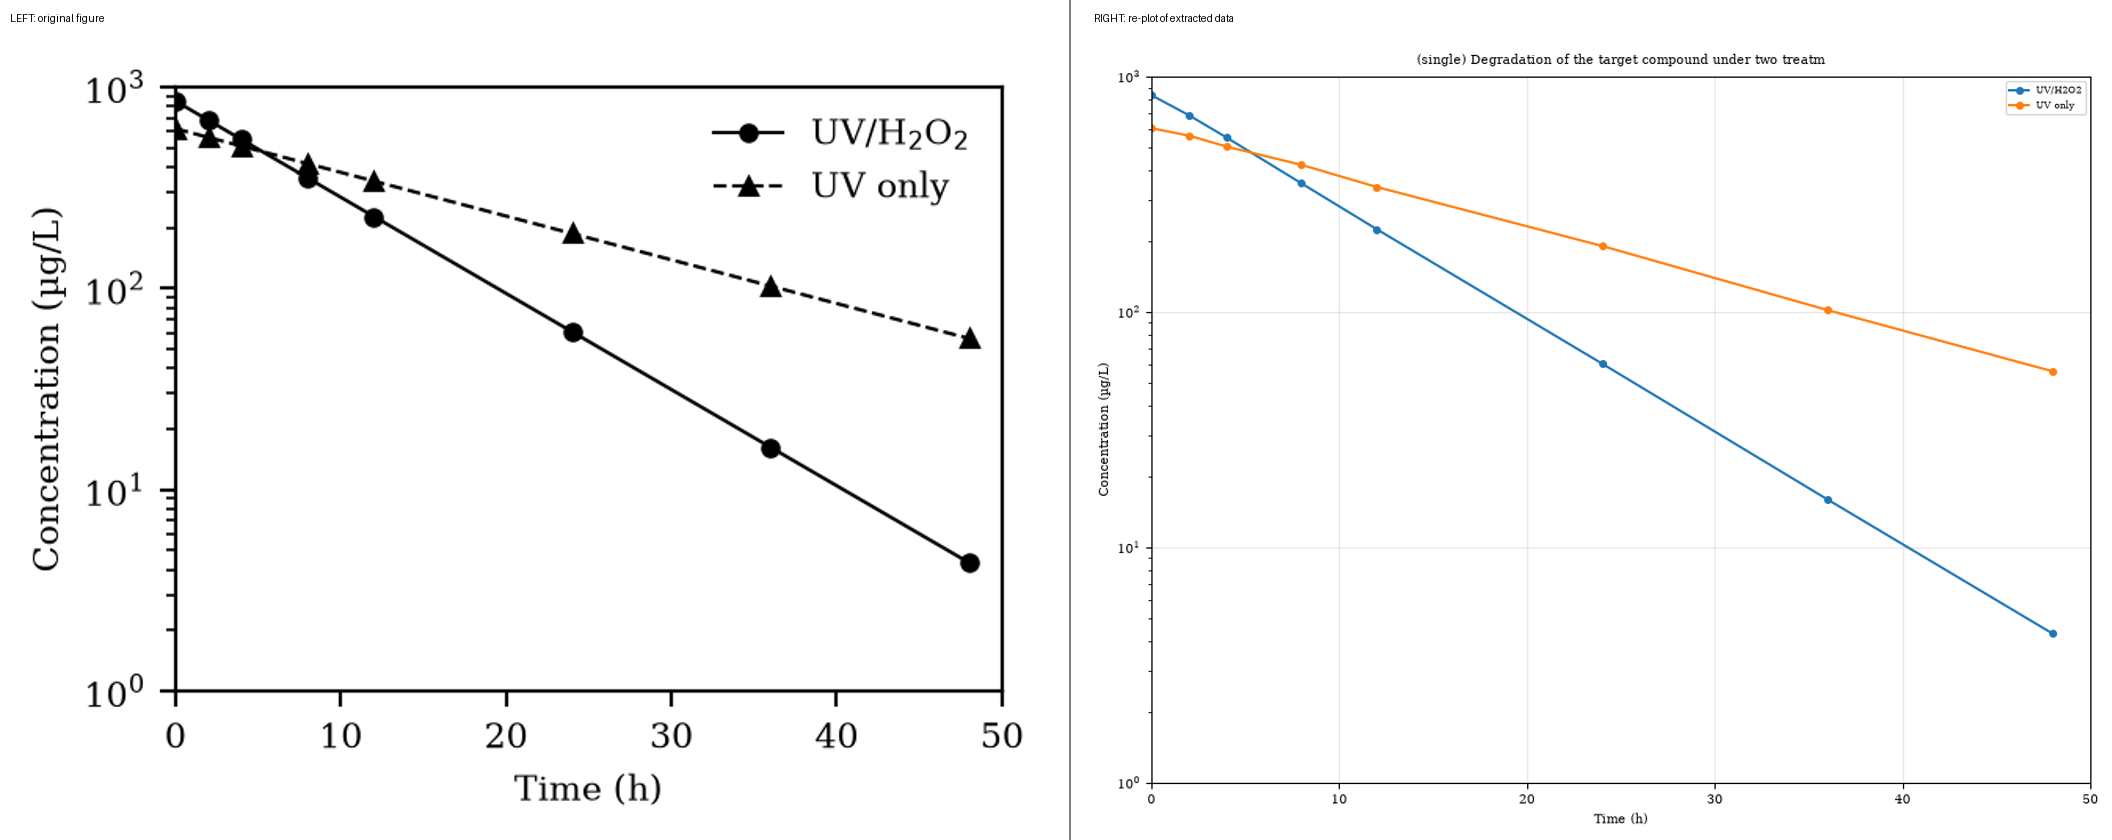 LEFT: original figure
10³
10²
10¹
10⁰
0 10 20 30 40 50
Concentration (µg/L)
Time (h)
UV/H₂O₂
UV only
RIGHT: re-plot of extracted data
(single) Degradation of the target compound under two treatm
10³
10²
10¹
10⁰
0 10 20 30 40 50
Concentration (µg/L)
Time (h)
UV/H2O2
UV only